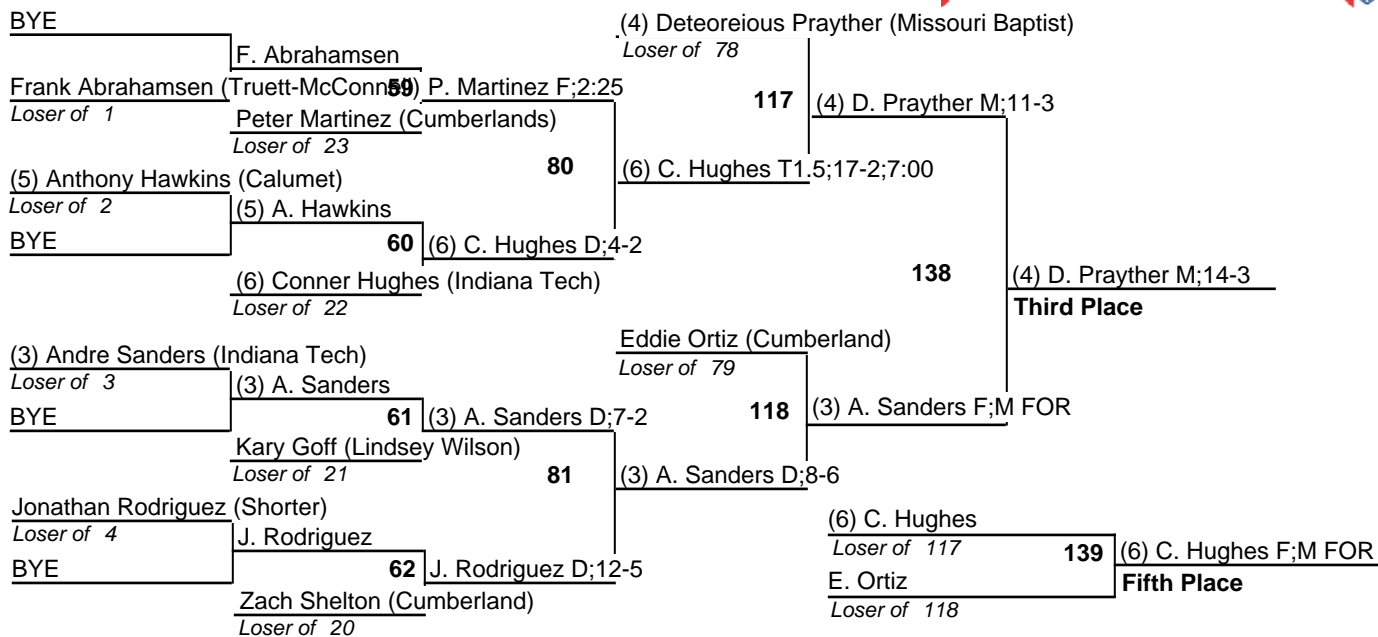 BYE
(4) Deteoreious Prayther (Missouri Baptist)
Loser of 78
F. Abrahamsen
Frank Abrahamsen (Truett-McConnell)
59
P. Martinez F;2:25
Loser of 1
117
(4) D. Prayther M;11-3
Peter Martinez (Cumberlands)
Loser of 23
80
(6) C. Hughes T1.5;17-2;7:00
(5) Anthony Hawkins (Calumet)
Loser of 2
(5) A. Hawkins
BYE
60
(6) C. Hughes D;4-2
138
(4) D. Prayther M;14-3
(6) Conner Hughes (Indiana Tech)
Loser of 22
Third Place
Eddie Ortiz (Cumberland)
Loser of 79
(3) Andre Sanders (Indiana Tech)
Loser of 3
(3) A. Sanders
BYE
61
(3) A. Sanders D;7-2
118
(3) A. Sanders F;M FOR
Kary Goff (Lindsey Wilson)
Loser of 21
81
(3) A. Sanders D;8-6
Jonathan Rodriguez (Shorter)
Loser of 4
J. Rodriguez
BYE
62
J. Rodriguez D;12-5
Zach Shelton (Cumberland)
Loser of 20
(6) C. Hughes
Loser of 117
139
(6) C. Hughes F;M FOR
E. Ortiz
Fifth Place
Loser of 118